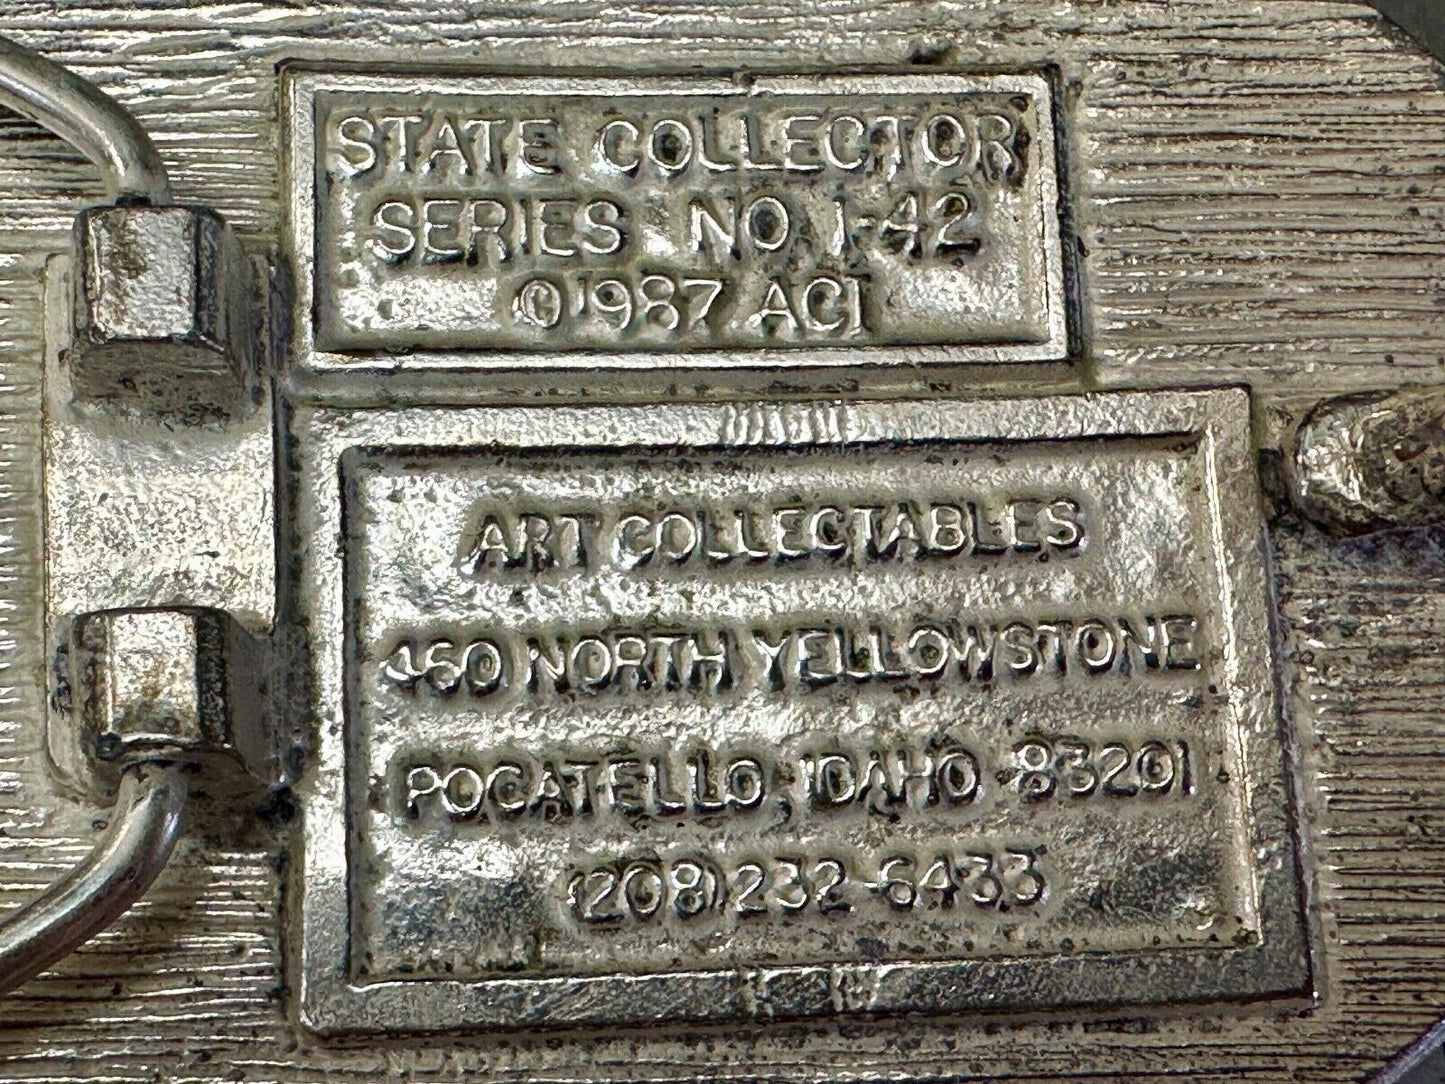 STATE COLLECTOR
SERIES NO. 1-42
© 1987 ACI
ART COLLECTABLES
460 NORTH YELLOWSTONE
POCATELLO, IDAHO 83201
(208) 232-6433